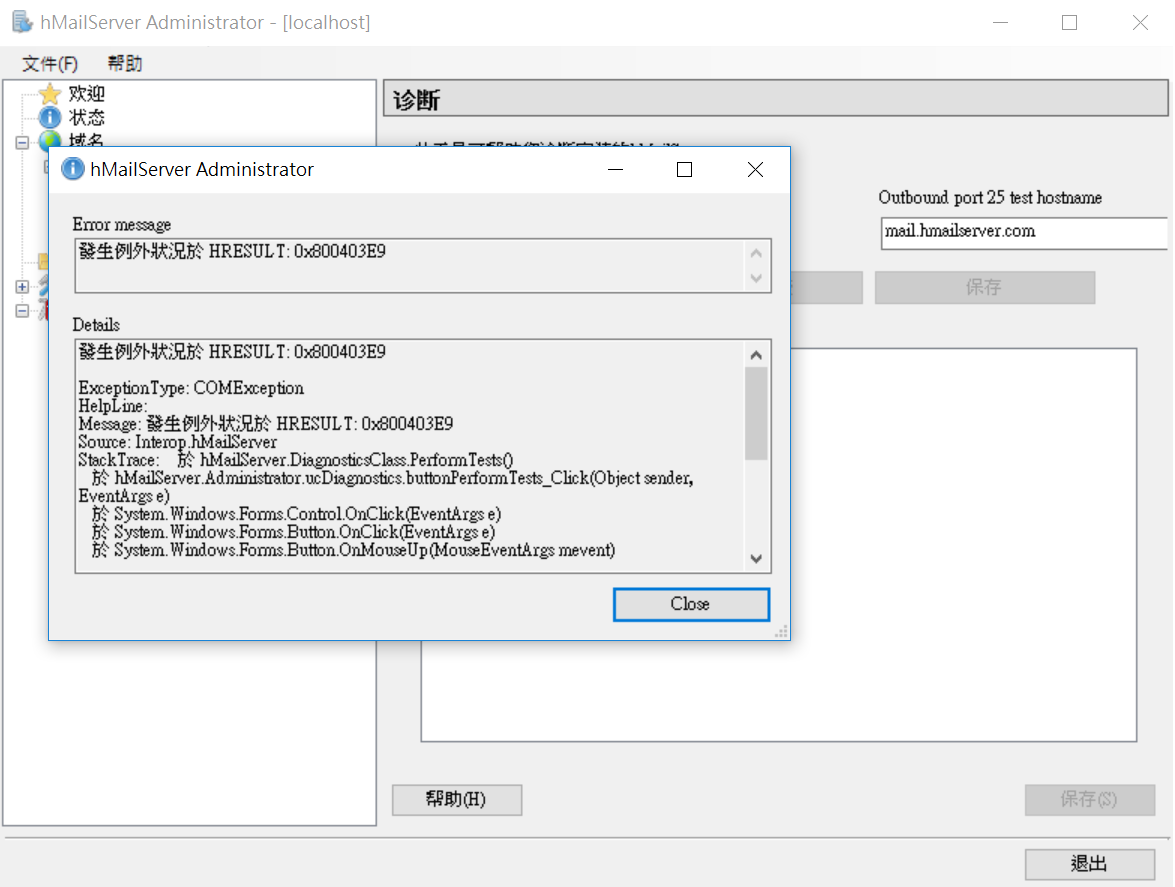 hMailServer Administrator - [localhost]
文件(F) 帮助
欢迎
状态
域名
诊断
Outbound port 25 test hostname
mail.hmailserver.com
保存
hMailServer Administrator
Error message
發生例外狀況於 HRESULT: 0x800403E9
Details
發生例外狀況於 HRESULT: 0x800403E9
ExceptionType: COMException
HelpLine:
Message: 發生例外狀況於 HRESULT: 0x800403E9
Source: Interop.hMailServer
StackTrace: 於 hMailServer.DiagnosticsClass.PerformTests()
於 hMailServer.Administrator.ucDiagnostics.buttonPerformTests_Click(Object sender,
EventArgs e)
於 System.Windows.Forms.Control.OnClick(EventArgs e)
於 System.Windows.Forms.Button.OnClick(EventArgs e)
於 System.Windows.Forms.Button.OnMouseUp(MouseEventArgs mevent)
Close
帮助(H)
保存(S)
退出